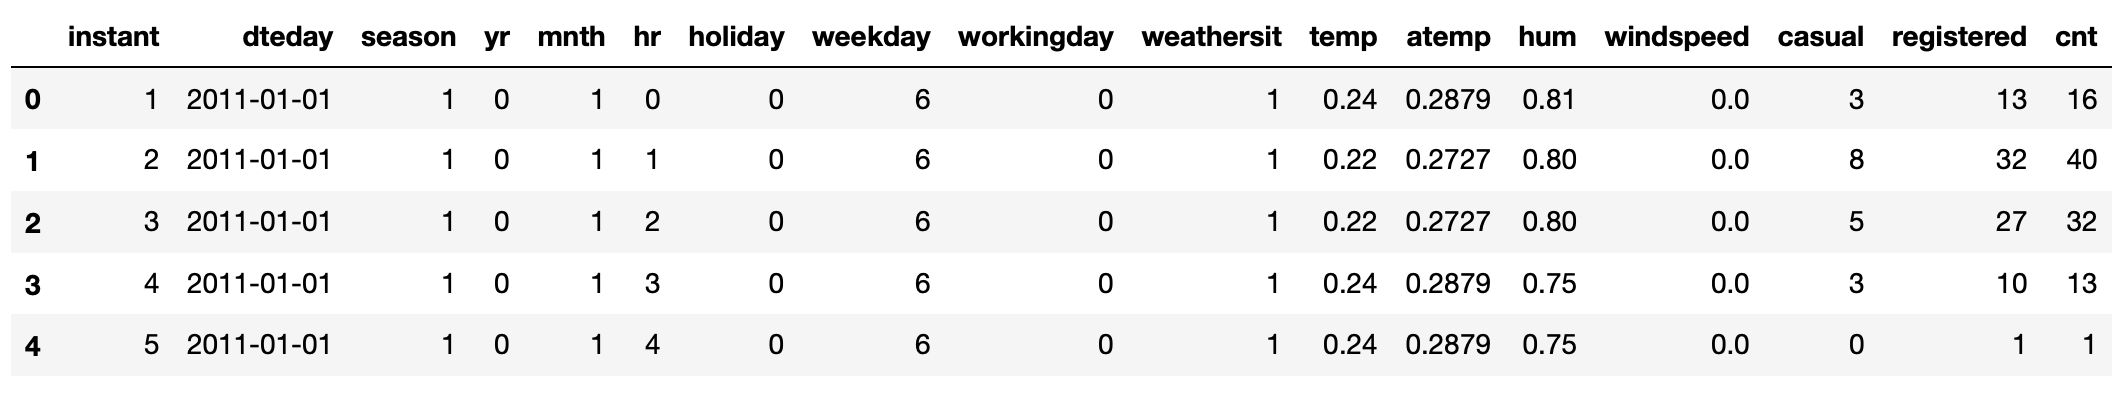 instant dteday season yr mnth hr holiday weekday workingday weathersit temp atemp hum windspeed casual registered cnt
0 1 2011-01-01 1 0 1 0 0 6 0 1 0.24 0.2879 0.81 0.0 3 13 16
1 2 2011-01-01 1 0 1 1 0 6 0 1 0.22 0.2727 0.80 0.0 8 32 40
2 3 2011-01-01 1 0 1 2 0 6 0 1 0.22 0.2727 0.80 0.0 5 27 32
3 4 2011-01-01 1 0 1 3 0 6 0 1 0.24 0.2879 0.75 0.0 3 10 13
4 5 2011-01-01 1 0 1 4 0 6 0 1 0.24 0.2879 0.75 0.0 0 1 1